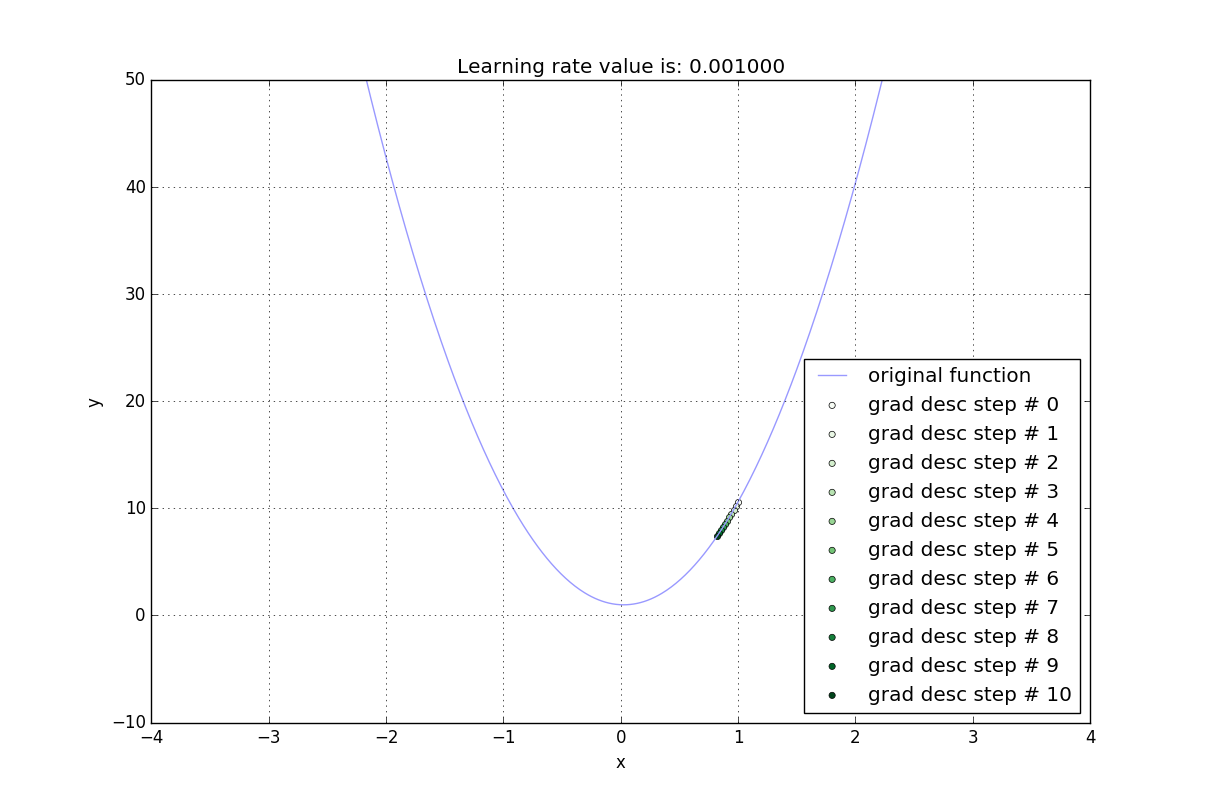 Learning rate value is: 0.001000
50
40
30
20
10
0
−10
y
−4 −3 −2 −1 0 1 2 3 4
x
original function
grad desc step # 0
grad desc step # 1
grad desc step # 2
grad desc step # 3
grad desc step # 4
grad desc step # 5
grad desc step # 6
grad desc step # 7
grad desc step # 8
grad desc step # 9
grad desc step # 10